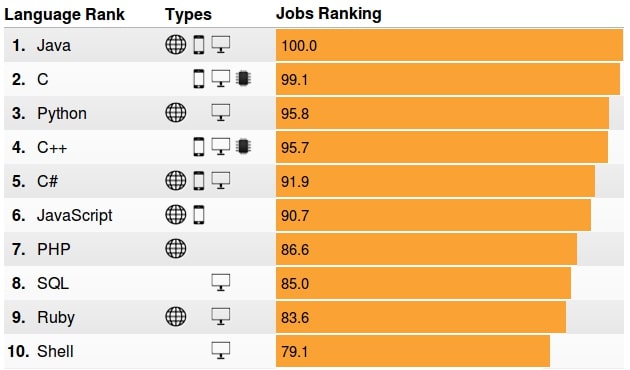 Language Rank Types Jobs Ranking
1. Java 100.0
2. C 99.1
3. Python 95.8
4. C++ 95.7
5. C# 91.9
6. JavaScript 90.7
7. PHP 86.6
8. SQL 85.0
9. Ruby 83.6
10. Shell 79.1